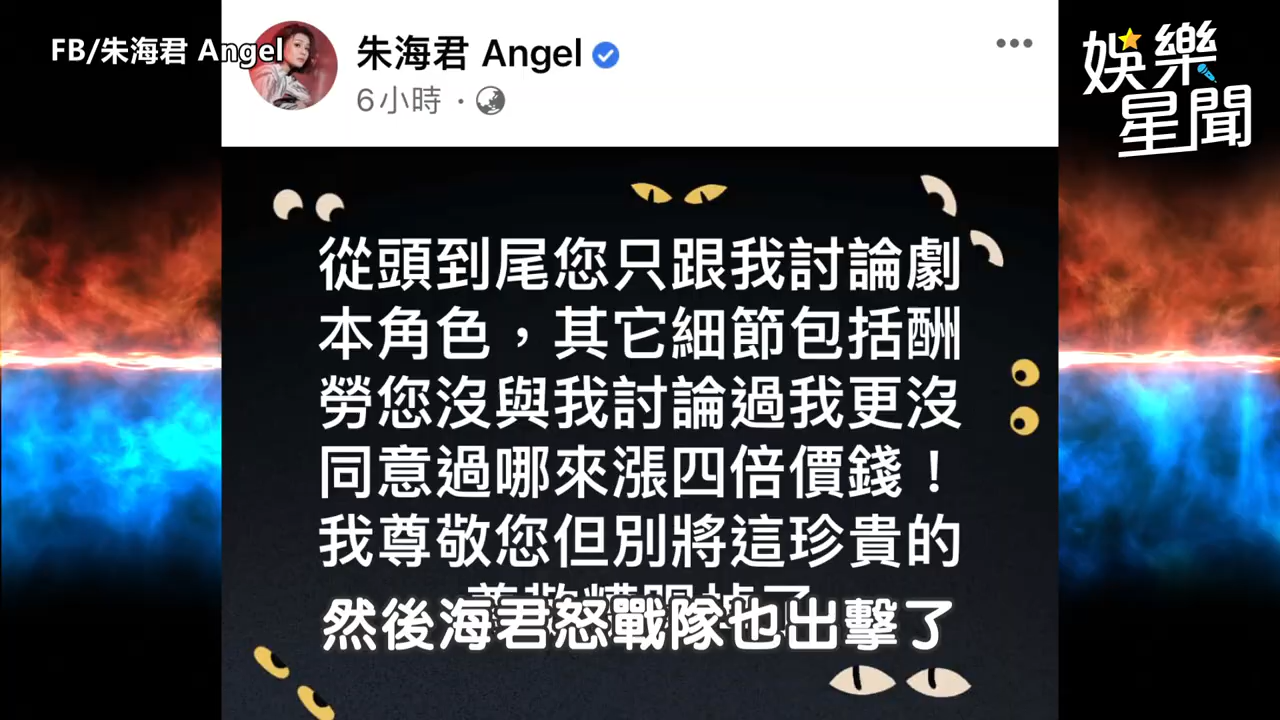 FB/朱海君 Angel
朱海君 Angel
6小時
娛樂
星聞
從頭到尾您只跟我討論劇
本角色，其它細節包括酬
勞您沒與我討論過我更沒
同意過哪來漲四倍價錢！
我尊敬您但別將這珍貴的
然後海君怒戰隊也出擊了